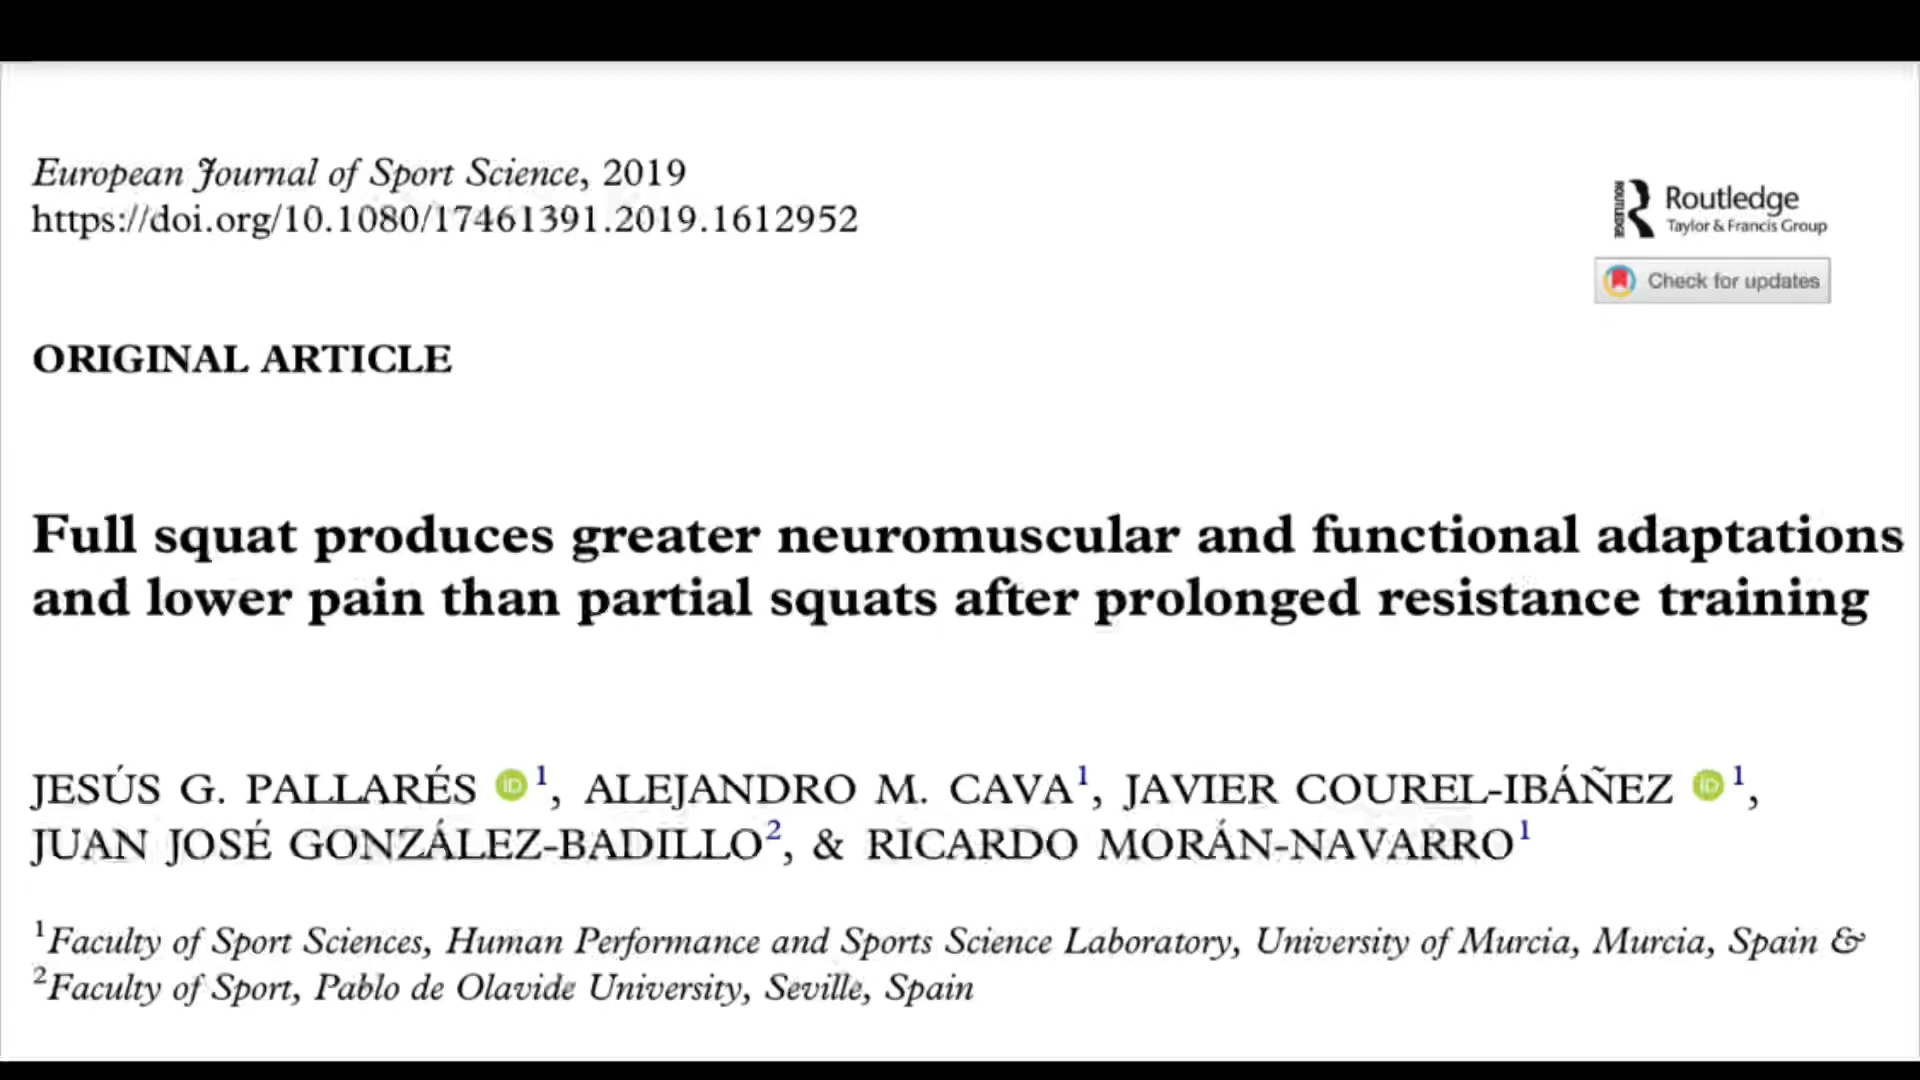 European Journal of Sport Science, 2019
https://doi.org/10.1080/17461391.2019.1612952
ROUTLEDGE
Routledge
Taylor & Francis Group
Check for updates
ORIGINAL ARTICLE
Full squat produces greater neuromuscular and functional adaptations
and lower pain than partial squats after prolonged resistance training
JESÚS G. PALLARÉS iD 1, ALEJANDRO M. CAVA1, JAVIER COUREL-IBÁÑEZ iD 1,
JUAN JOSÉ GONZÁLEZ-BADILLO2, & RICARDO MORÁN-NAVARRO1
1Faculty of Sport Sciences, Human Performance and Sports Science Laboratory, University of Murcia, Murcia, Spain &
2Faculty of Sport, Pablo de Olavide University, Seville, Spain